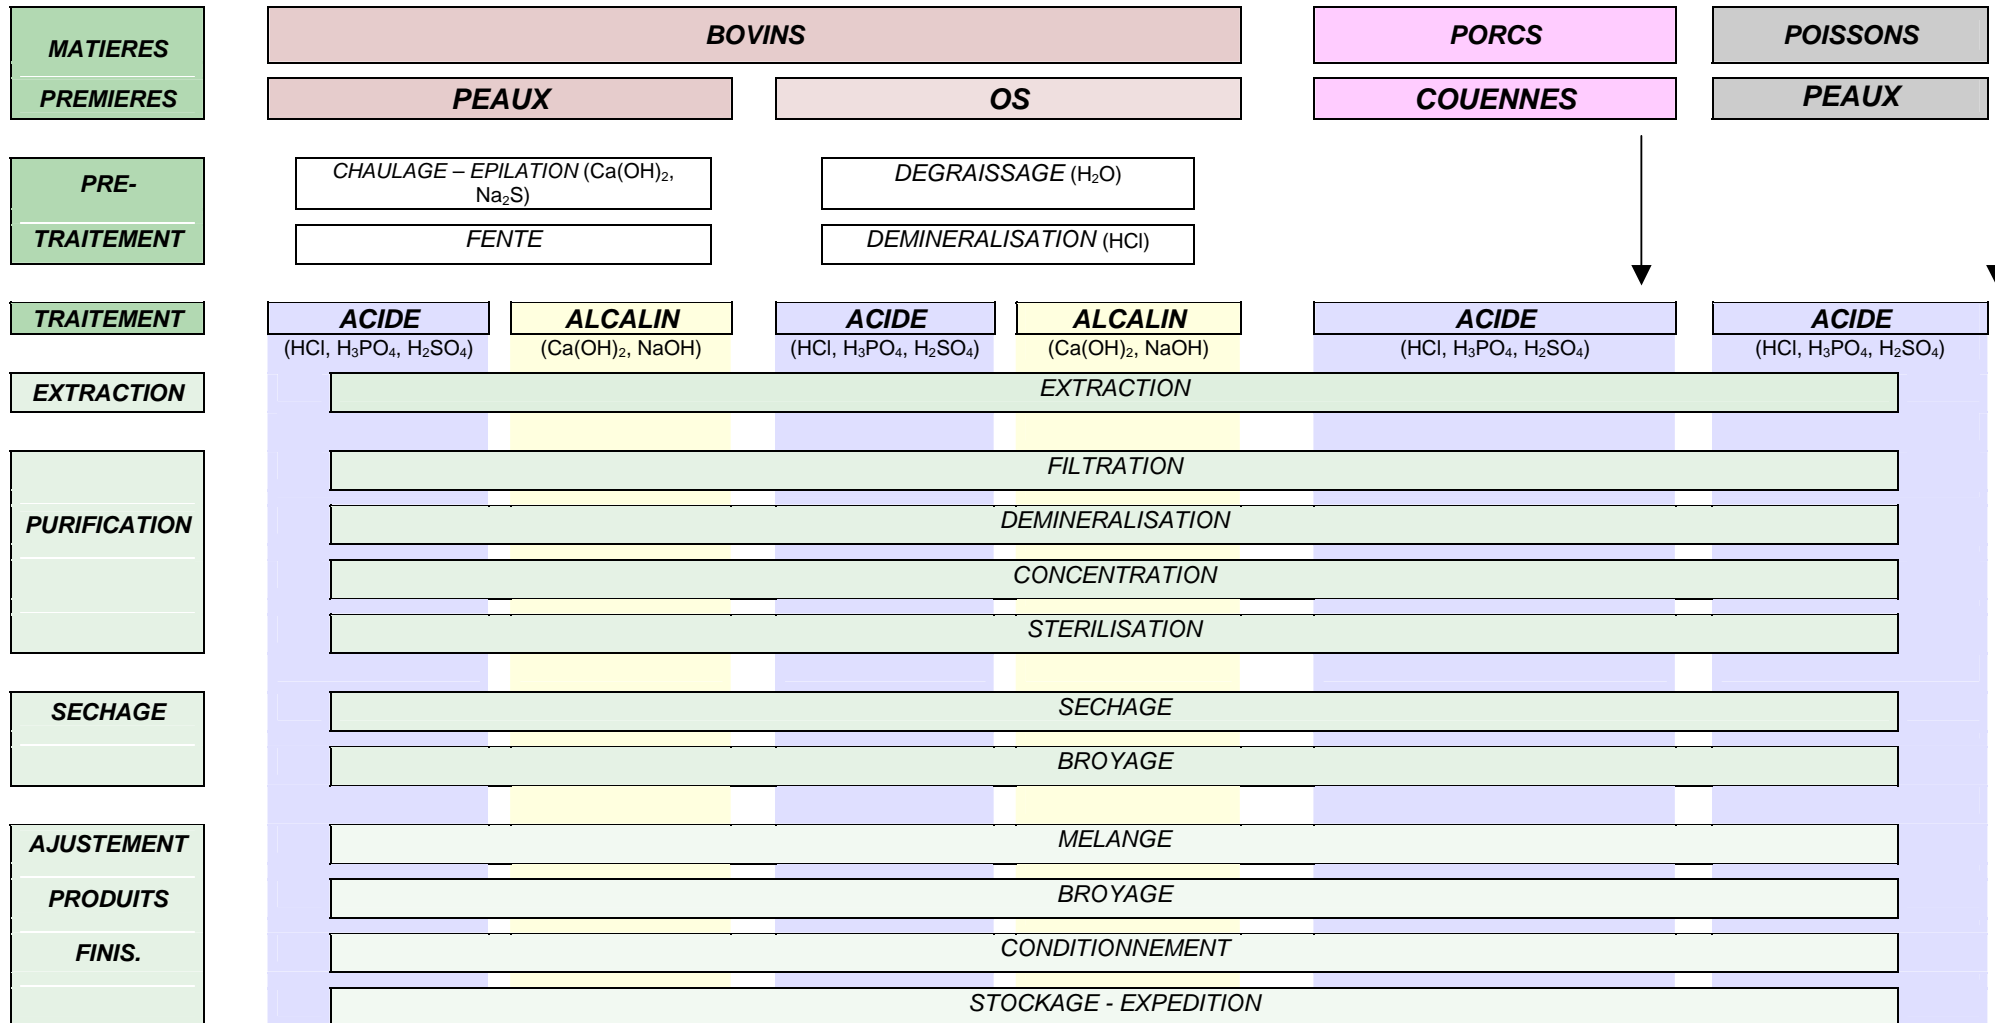 MATIERES
PREMIERES
BOVINS
PORCS
POISSONS
PEAUX
OS
COUENNES
PEAUX
PRE-
TRAITEMENT
CHAULAGE – EPILATION (Ca(OH)₂,
Na₂S)
DEGRAISSAGE (H₂O)
FENTE
DEMINERALISATION (HCl)
TRAITEMENT
ACIDE
(HCl, H₃PO₄, H₂SO₄)
ALCALIN
(Ca(OH)₂, NaOH)
ACIDE
(HCl, H₃PO₄, H₂SO₄)
ALCALIN
(Ca(OH)₂, NaOH)
ACIDE
(HCl, H₃PO₄, H₂SO₄)
ACIDE
(HCl, H₃PO₄, H₂SO₄)
EXTRACTION
EXTRACTION
PURIFICATION
FILTRATION
DEMINERALISATION
CONCENTRATION
STERILISATION
SECHAGE
SECHAGE
BROYAGE
AJUSTEMENT
PRODUITS
FINIS.
MELANGE
BROYAGE
CONDITIONNEMENT
STOCKAGE - EXPEDITION